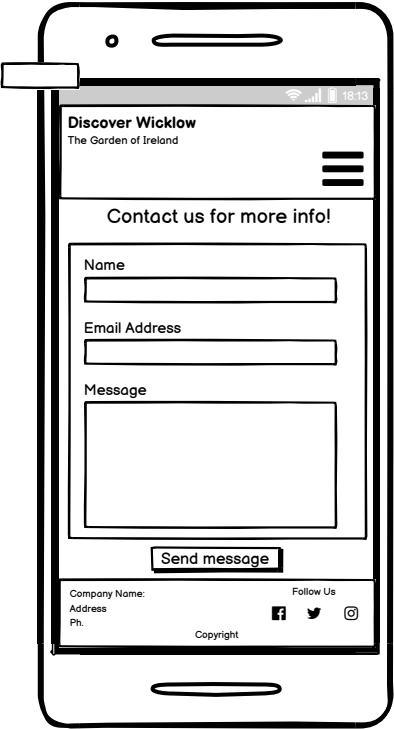 18:13
Discover Wicklow
The Garden of Ireland
Contact us for more info!
Name
Email Address
Message
Send message
Company Name:
Address
Ph.
Follow Us
Copyright